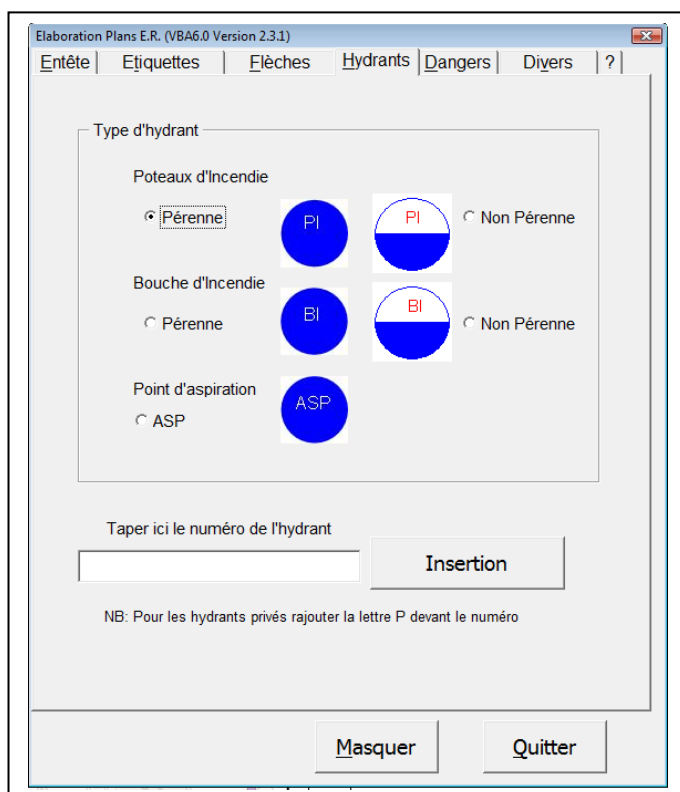 Elaboration Plans E.R. (VBA6.0 Version 2.3.1)
Entête Etiquettes Flèches Hydrants Dangers Divers ?
Type d'hydrant
Poteaux d'Incendie
Pérenne PI PI Non Pérenne
Bouche d'Incendie
Pérenne BI BI Non Pérenne
Point d'aspiration
ASP ASP
Taper ici le numéro de l'hydrant
Insertion
NB: Pour les hydrants privés rajouter la lettre P devant le numéro
Masquer Quitter